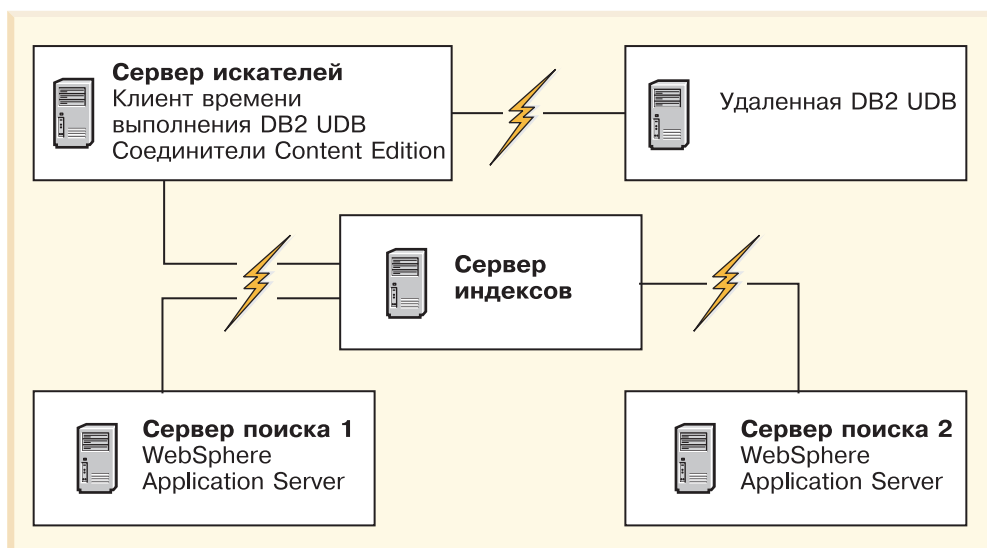 Сервер искателей
Клиент времени
выполнения DB2 UDB
Соединители Content Edition
Удаленная DB2 UDB
Сервер
индексов
Сервер поиска 1
WebSphere
Application Server
Сервер поиска 2
WebSphere
Application Server